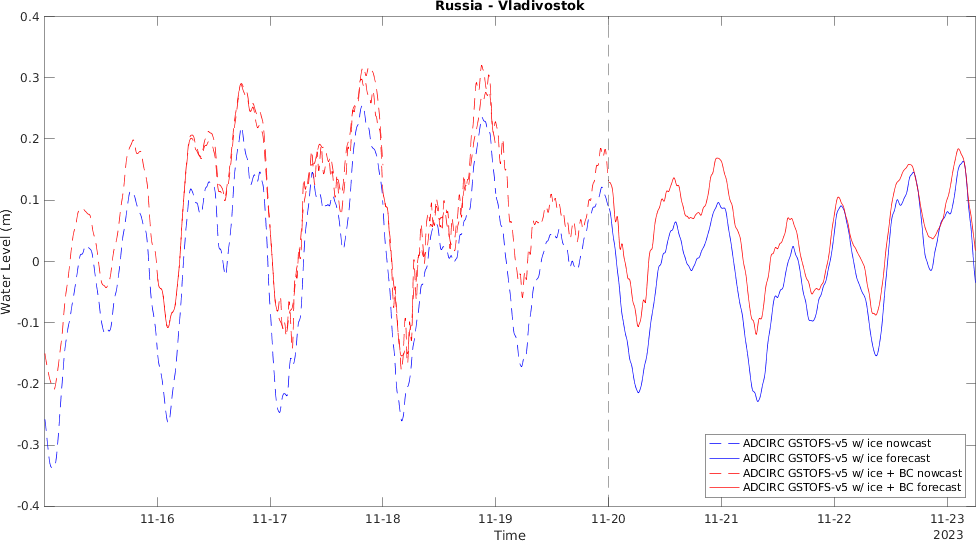 Russia - Vladivostok
Water Level (m)
0.4
0.3
0.2
0.1
0
-0.1
-0.2
-0.3
-0.4
11-16
11-17
11-18
11-19
11-20
11-21
11-22
11-23
Time
2023
ADCIRC GSTOFS-v5 w/ ice nowcast
ADCIRC GSTOFS-v5 w/ ice forecast
ADCIRC GSTOFS-v5 w/ ice + BC nowcast
ADCIRC GSTOFS-v5 w/ ice + BC forecast